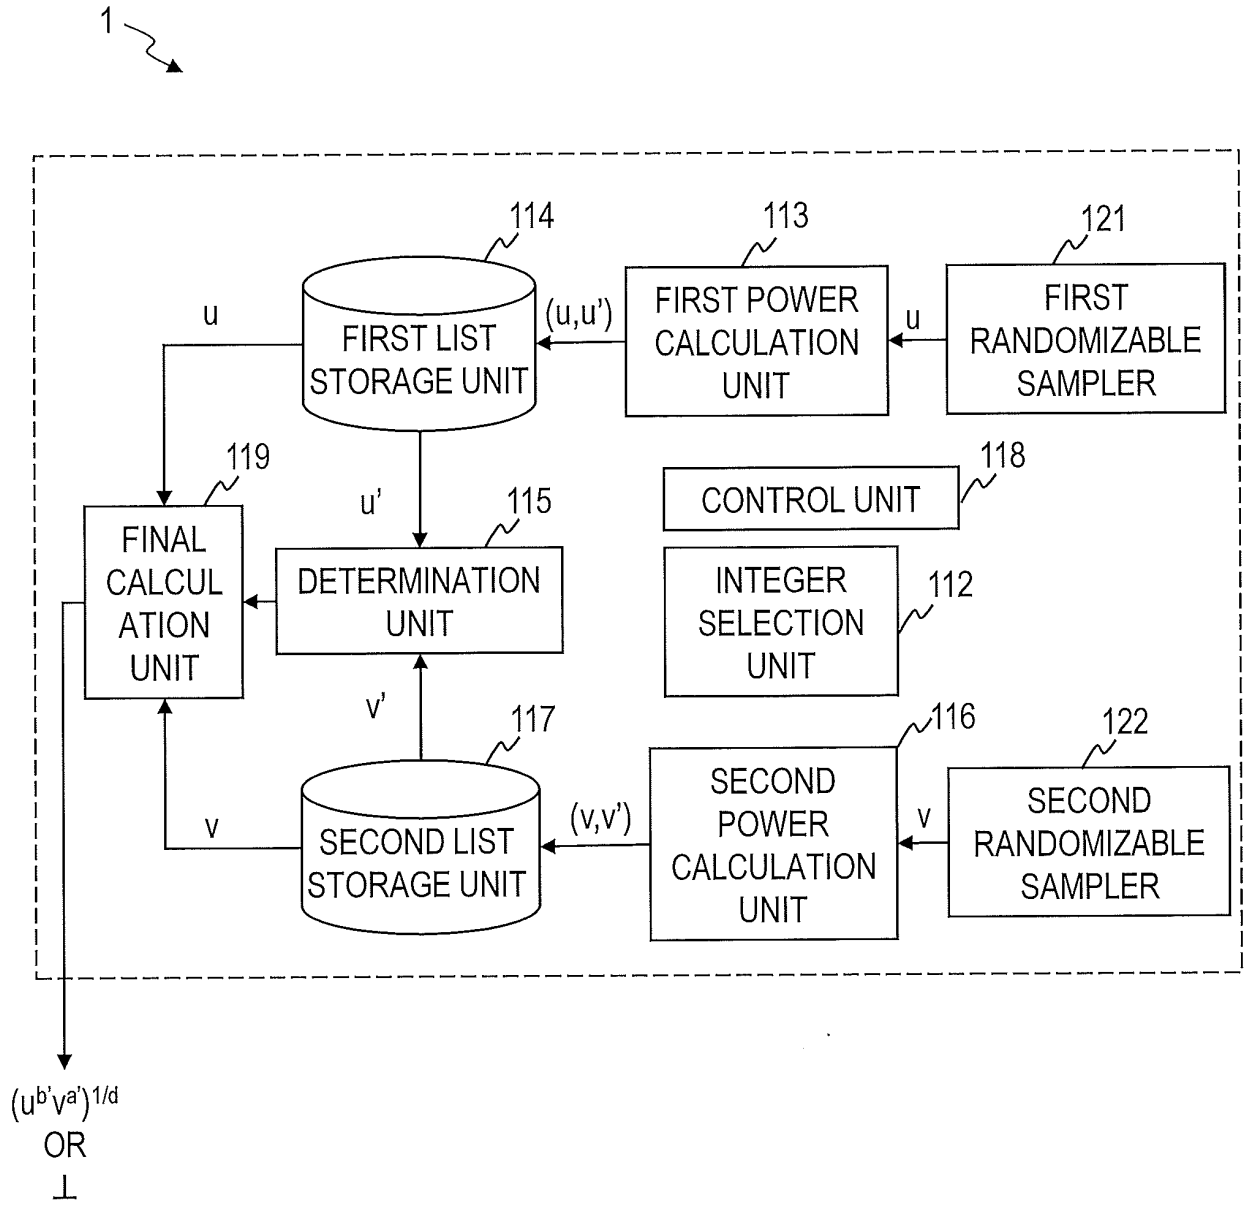 1
114
113
121
FIRST LIST
STORAGE UNIT
(u,u')
FIRST POWER
CALCULATION
UNIT
u
FIRST
RANDOMIZABLE
SAMPLER
u
119
u'
115
118
CONTROL UNIT
FINAL
CALCUL
ATION
UNIT
DETERMINATION
UNIT
INTEGER
SELECTION
UNIT
112
v'
117
116
122
v
SECOND LIST
STORAGE UNIT
(v,v')
SECOND
POWER
CALCULATION
UNIT
v
SECOND
RANDOMIZABLE
SAMPLER
(u^b'v^a')^1/d
OR
⊥